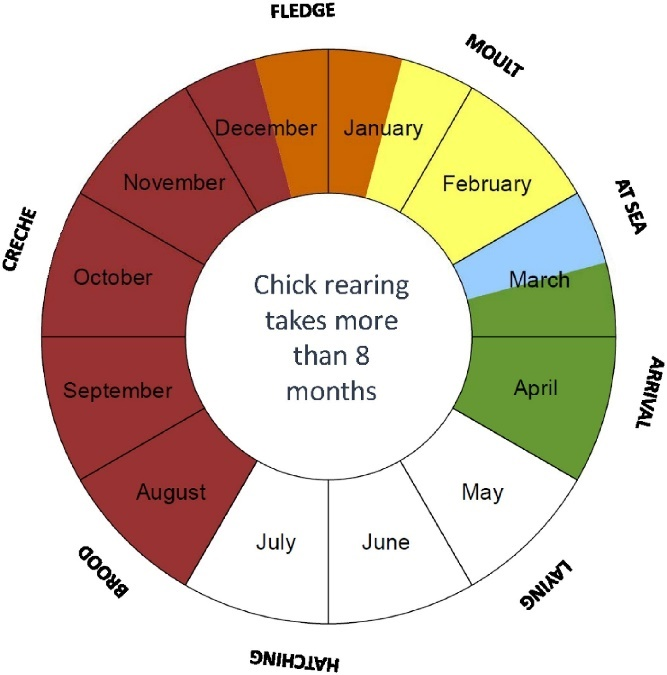 FLEDGE
MOULT
AT SEA
ARRIVAL
LAYING
HATCHING
BROOD
CRECHE
January
February
March
April
May
June
July
August
September
October
November
December
Chick rearing
takes more
than 8
months